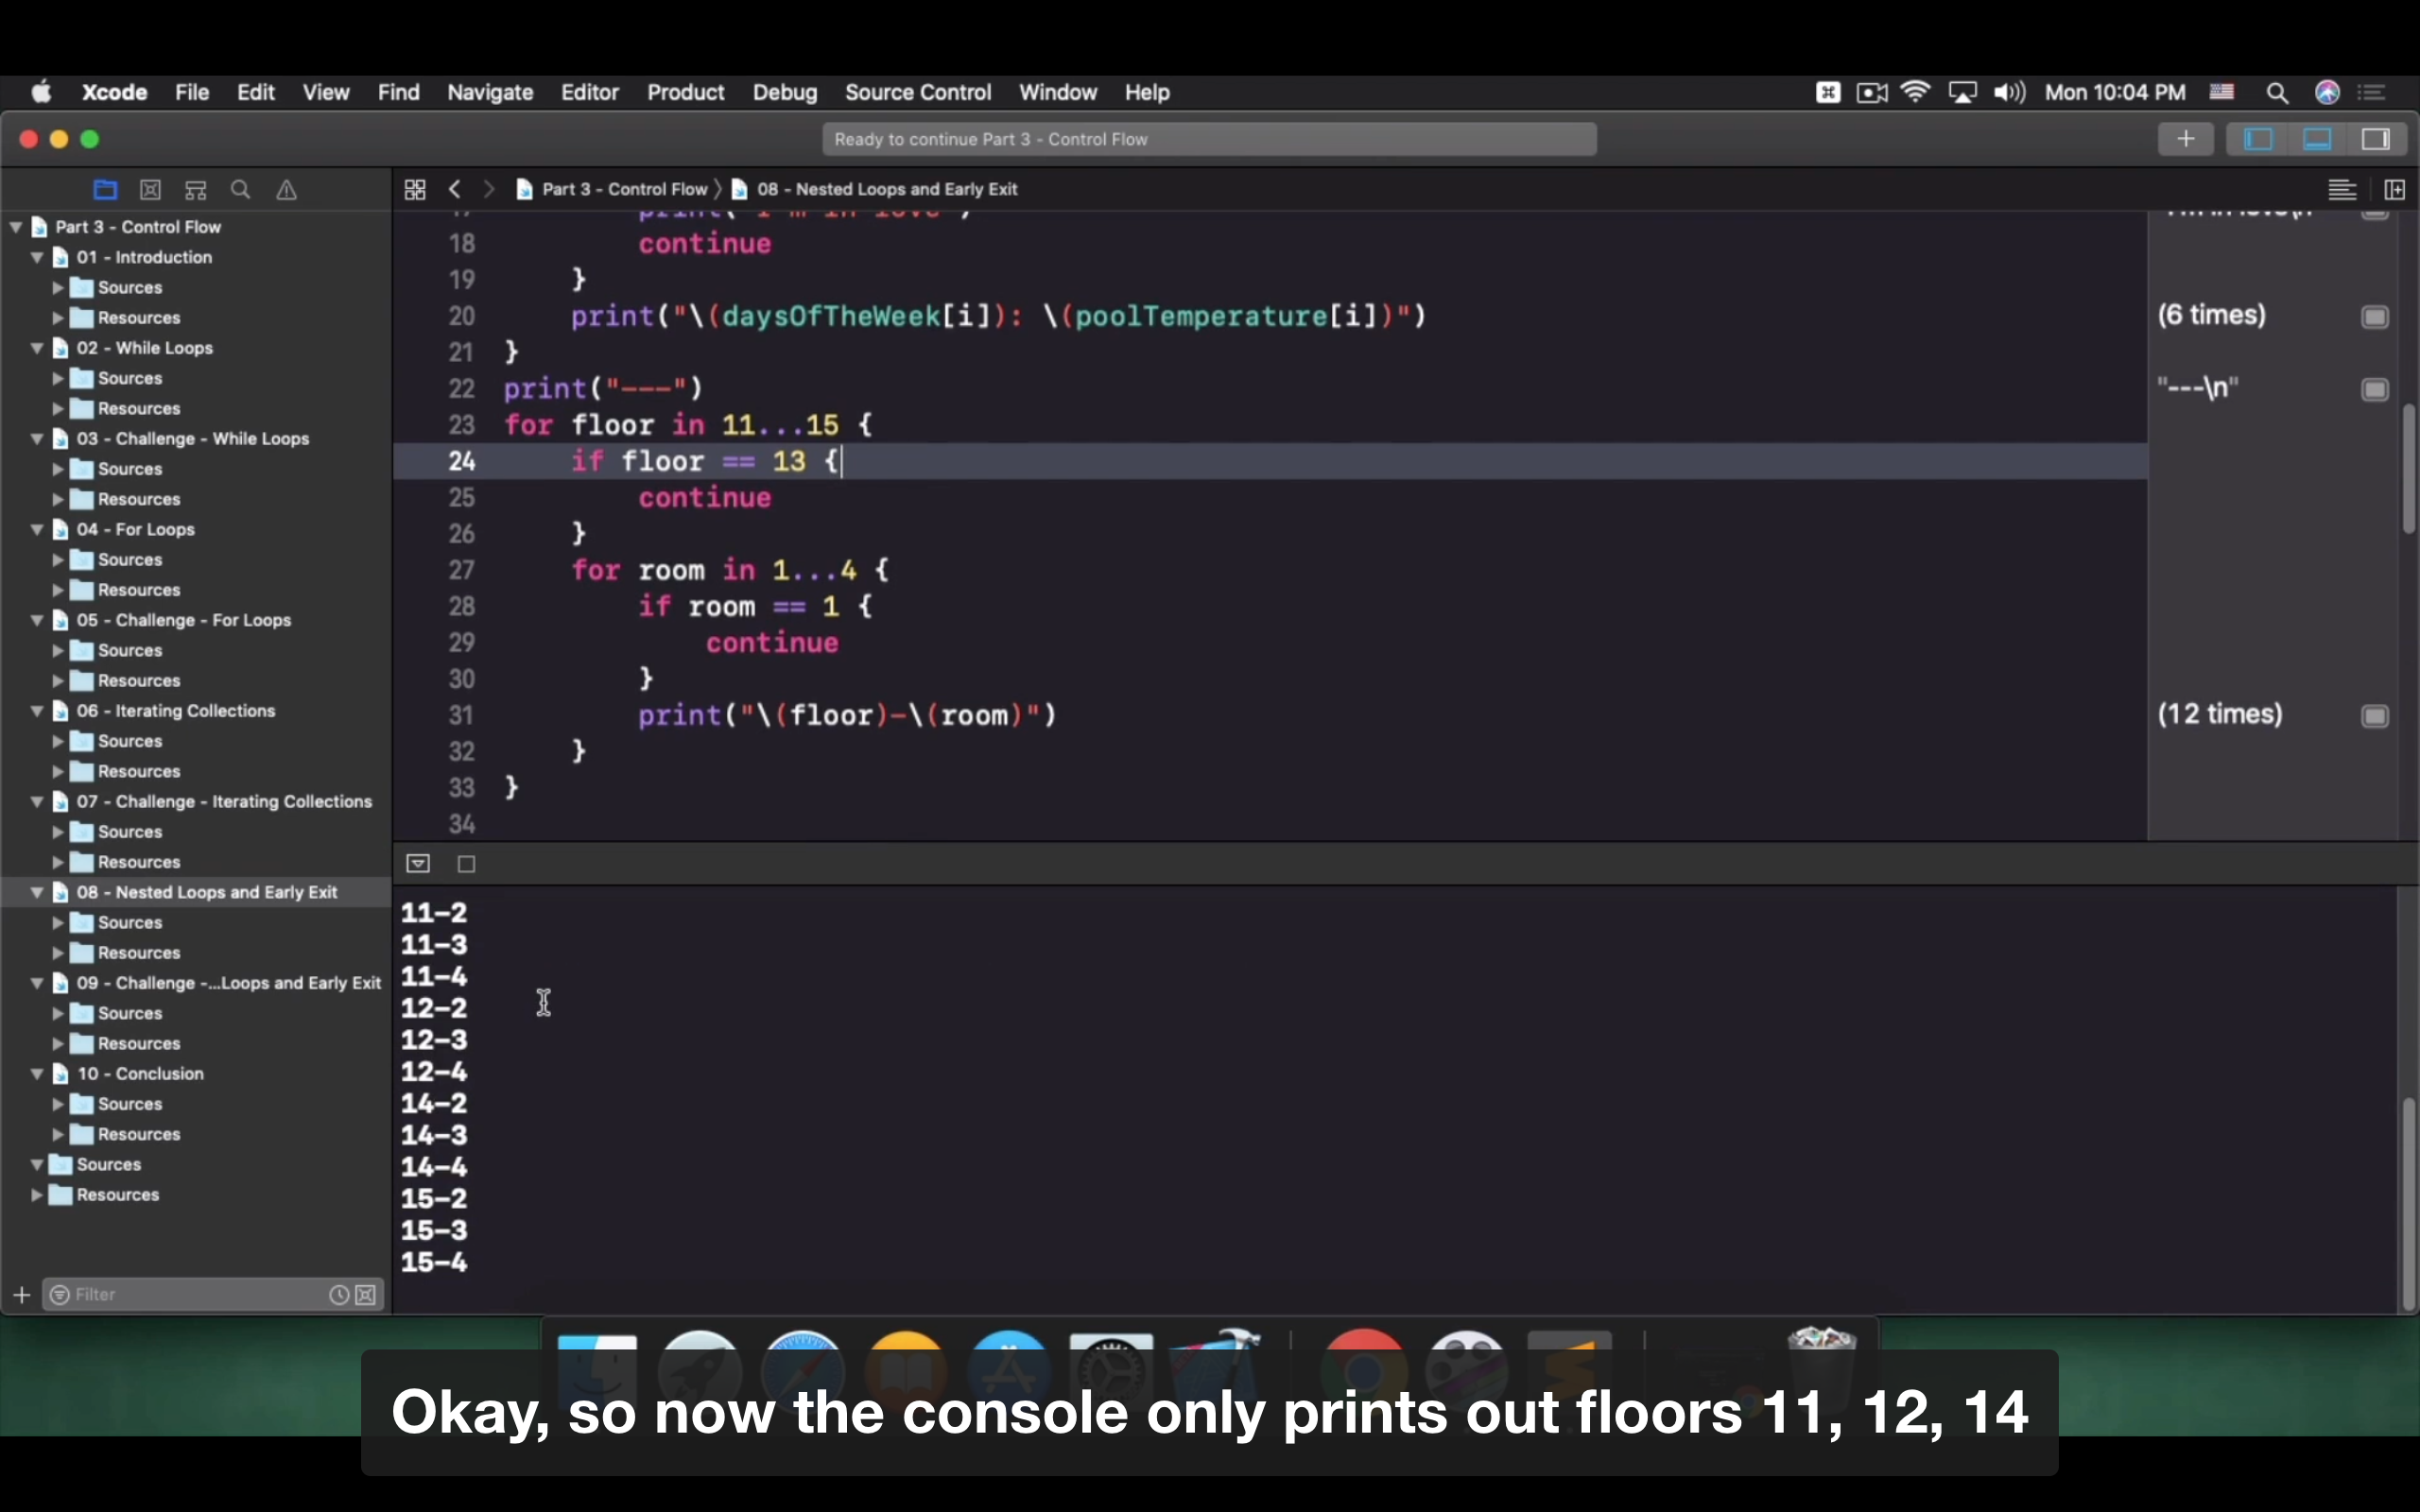 Xcode File Edit View Find Navigate Editor Product Debug Source Control Window Help Mon 10:04 PM
Ready to continue Part 3 - Control Flow
Part 3 - Control Flow 08 - Nested Loops and Early Exit
Part 3 - Control Flow
01 - Introduction
Sources
Resources
02 - While Loops
Sources
Resources
03 - Challenge - While Loops
Sources
Resources
04 - For Loops
Sources
Resources
05 - Challenge - For Loops
Sources
Resources
06 - Iterating Collections
Sources
Resources
07 - Challenge - Iterating Collections
Sources
Resources
08 - Nested Loops and Early Exit
Sources
Resources
09 - Challenge -...Loops and Early Exit
Sources
Resources
10 - Conclusion
Sources
Resources
Sources
Resources
Filter
18 continue
19 }
20 print("\(daysOfTheWeek[i]): \(poolTemperature[i])") (6 times)
21 }
22 print("---") "---\n"
23 for floor in 11...15 {
24 if floor == 13 {
25 continue
26 }
27 for room in 1...4 {
28 if room == 1 {
29 continue
30 }
31 print("\(floor)-\(room)") (12 times)
32 }
33 }
34
11-2
11-3
11-4
12-2
12-3
12-4
14-2
14-3
14-4
15-2
15-3
15-4
Okay, so now the console only prints out floors 11, 12, 14